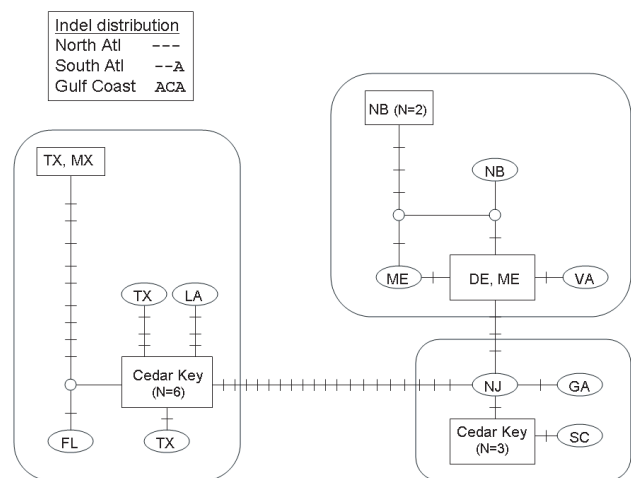 Indel distribution
North Atl ---
South Atl --A
Gulf Coast ACA
NB (N=2)
TX, MX
NB
ME
DE, ME
VA
TX
LA
Cedar Key
(N=6)
NJ
GA
FL
TX
Cedar Key
(N=3)
SC